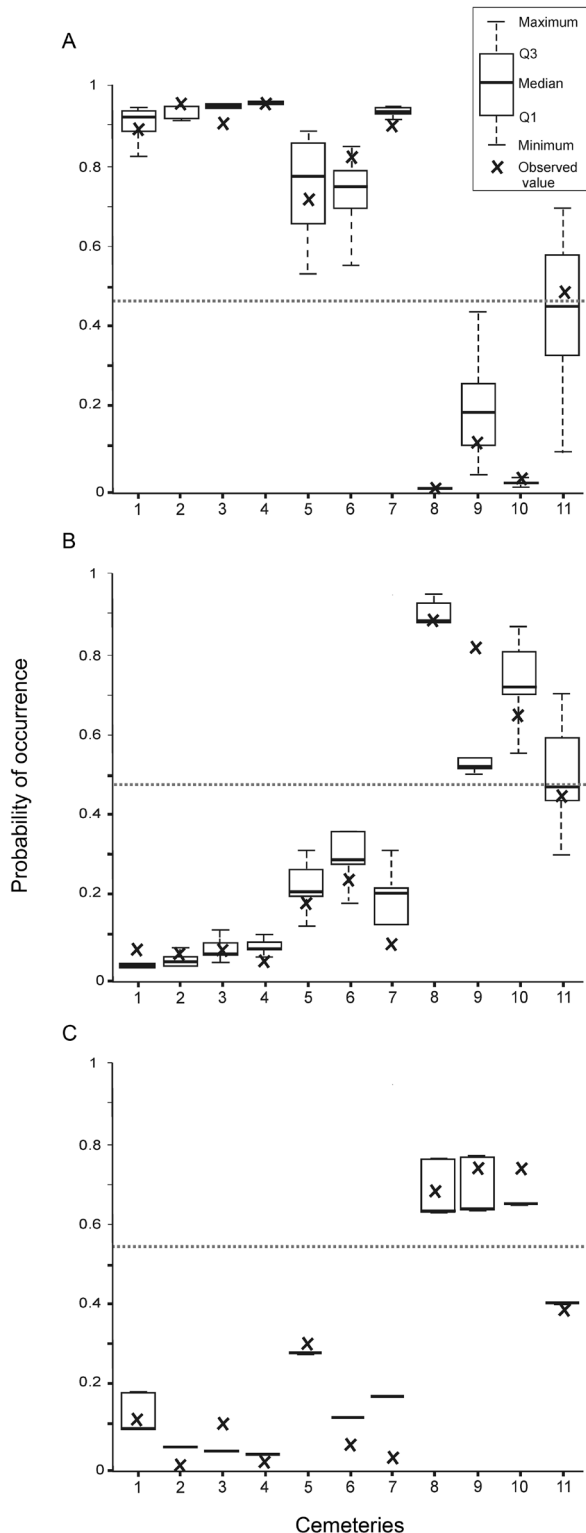 A
Maximum
Q3
Median
Q1
Minimum
Observed
value
1
0.8
0.6
0.4
0.2
0
1 2 3 4 5 6 7 8 9 10 11
B
1
0.8
0.6
0.4
0.2
0
1 2 3 4 5 6 7 8 9 10 11
Probability of occurrence
C
1
0.8
0.6
0.4
0.2
0
1 2 3 4 5 6 7 8 9 10 11
Cemeteries